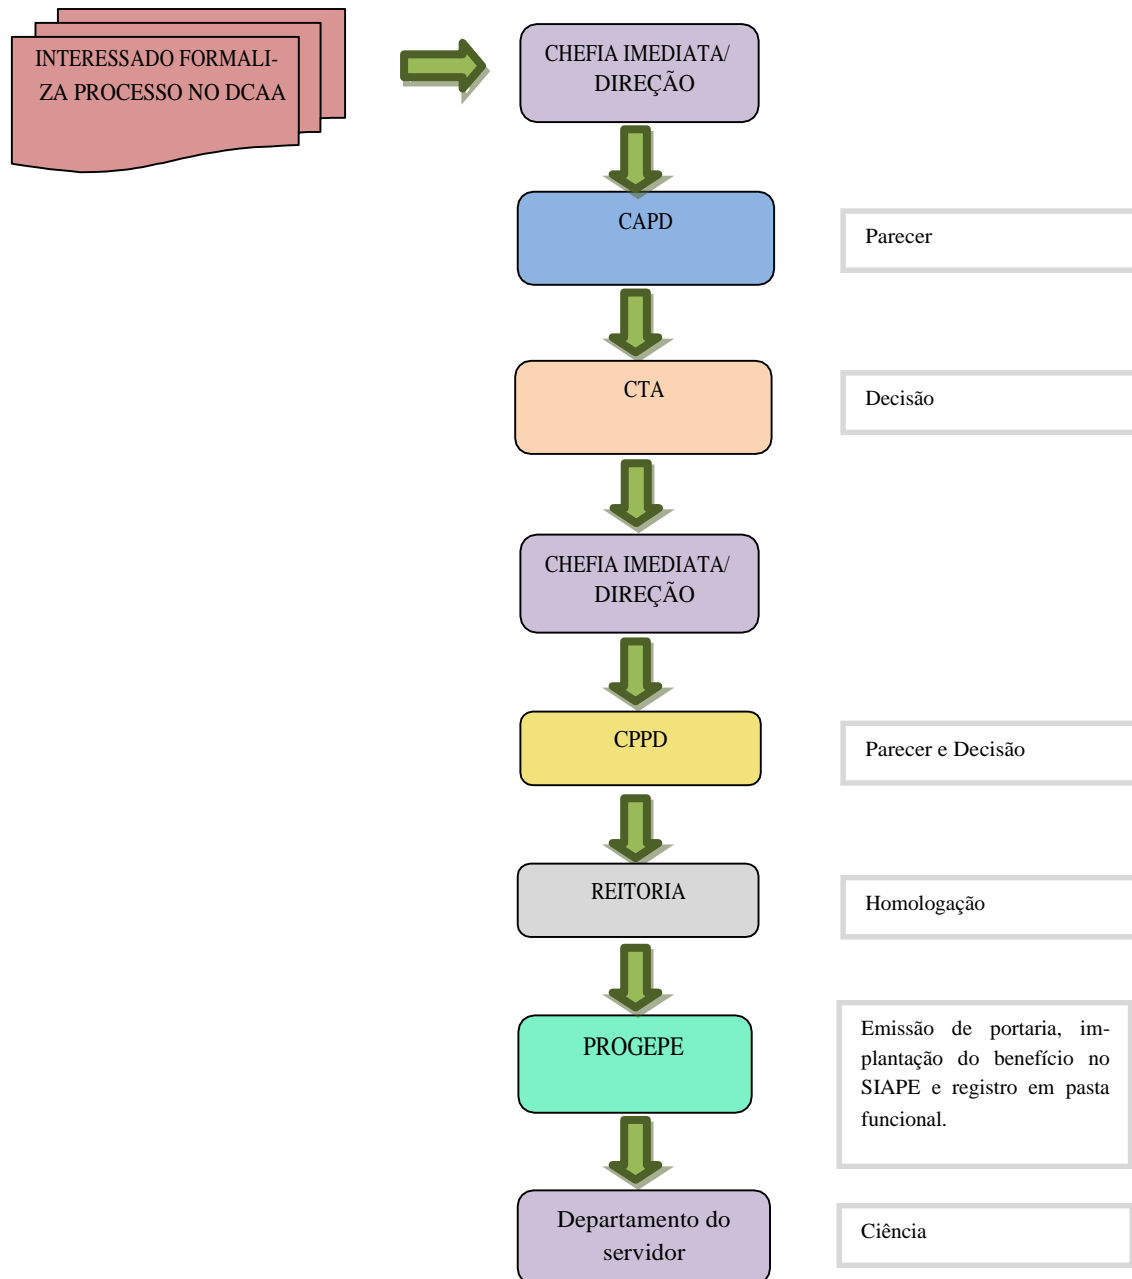 INTERESSADO FORMALI-
ZA PROCESSO NO DCAA
CHEFIA IMEDIATA/
DIREÇÃO
CAPD
Parecer
CTA
Decisão
CHEFIA IMEDIATA/
DIREÇÃO
CPPD
Parecer e Decisão
REITORIA
Homologação
PROGEPE
Emissão de portaria, im-
plantação do benefício no
SIAPE e registro em pasta
funcional.
Departamento do
servidor
Ciência